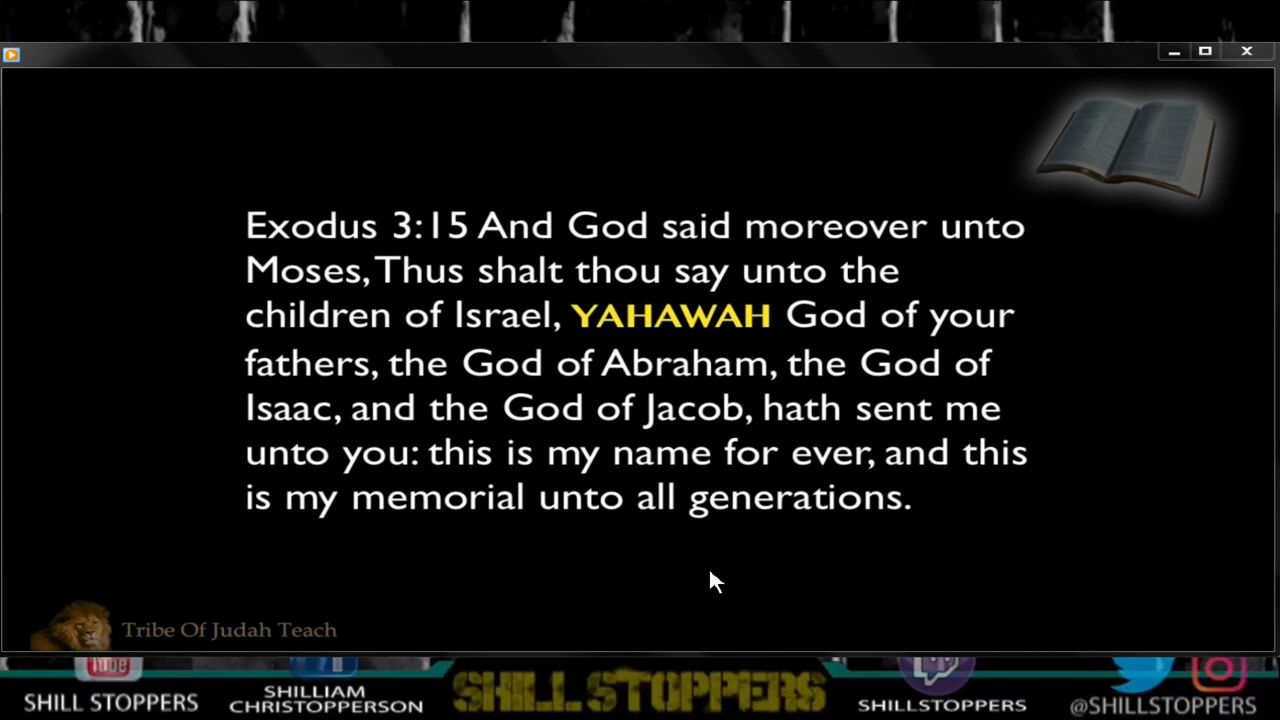 Exodus 3:15 And God said moreover unto
Moses, Thus shalt thou say unto the
children of Israel, YAHAWAH God of your
fathers, the God of Abraham, the God of
Isaac, and the God of Jacob, hath sent me
unto you: this is my name for ever, and this
is my memorial unto all generations.
Tribe Of Judah Teach
Tube
SHILL STOPPERS
SHILLIAM
CHRISTOPPERSON
SHILL STOPPERS
SHILLSTOPPERS
@SHILLSTOPPERS